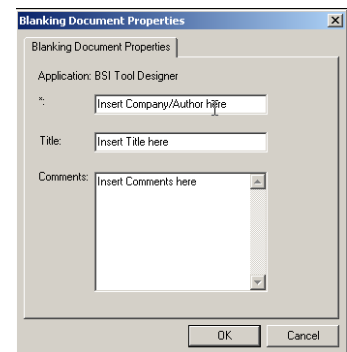 Blanking Document Properties
Blanking Document Properties
Application: BSI Tool Designer
*: Insert Company/Author here
Title: Insert Title here
Comments: Insert Comments here
OK Cancel